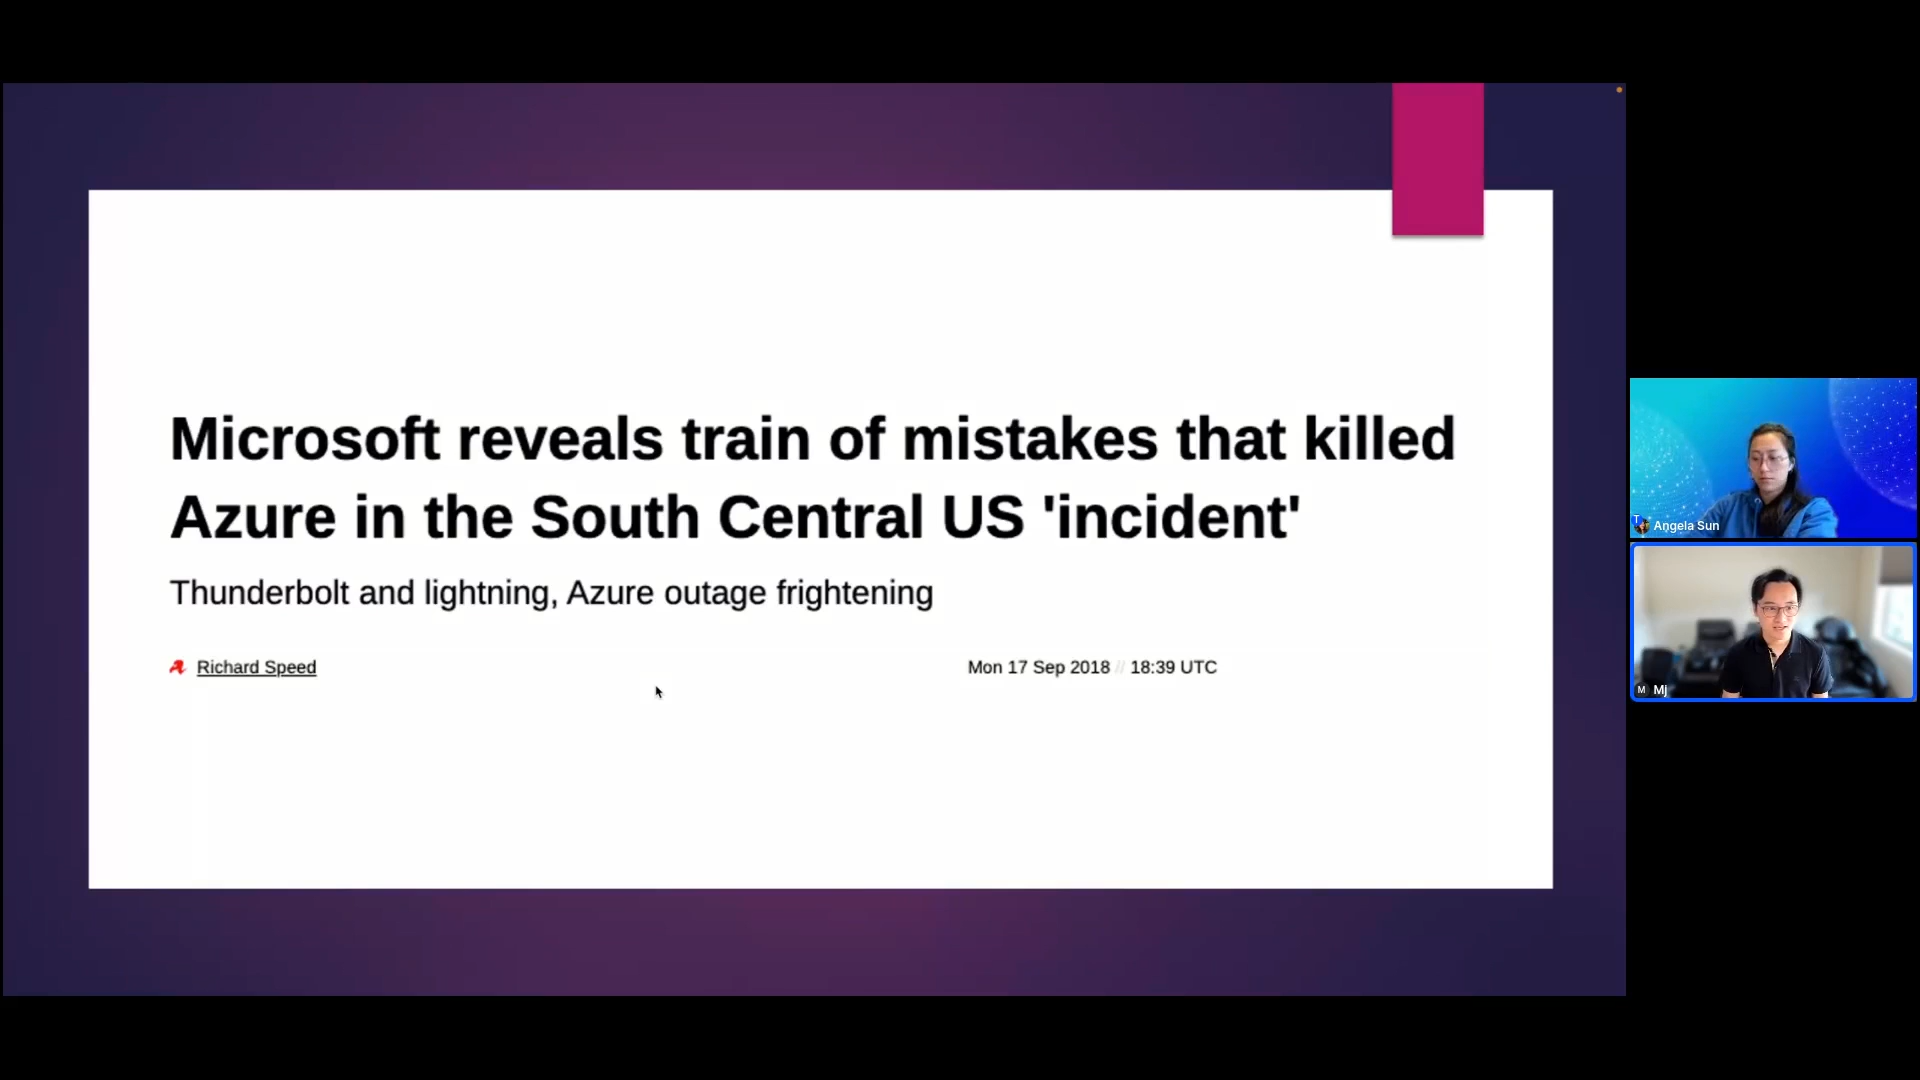 Microsoft reveals train of mistakes that killed
Azure in the South Central US 'incident'
Thunderbolt and lightning, Azure outage frightening
Richard Speed
Mon 17 Sep 2018 // 18:39 UTC
Angela Sun
M Mj